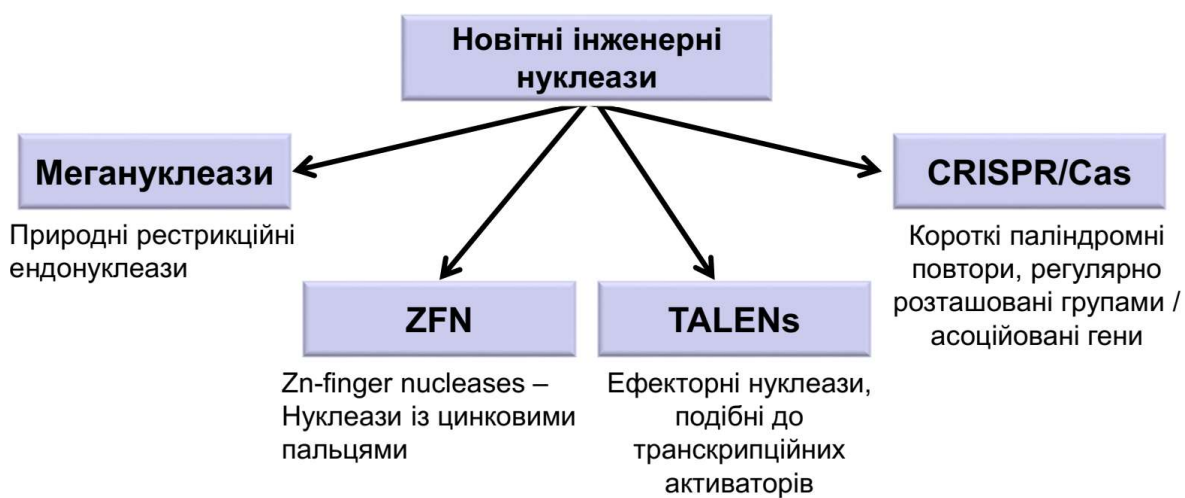 Новітні інженерні
нуклеази
Мегануклеази
Природні рестрикційні
ендонуклеази
ZFN
Zn-finger nucleases –
Нуклеази із цинковими
пальцями
TALENs
Ефекторні нуклеази,
подібні до
транскрипційних
активаторів
CRISPR/Cas
Короткі паліндромні
повтори, регулярно
розташовані групами /
асоційовані гени